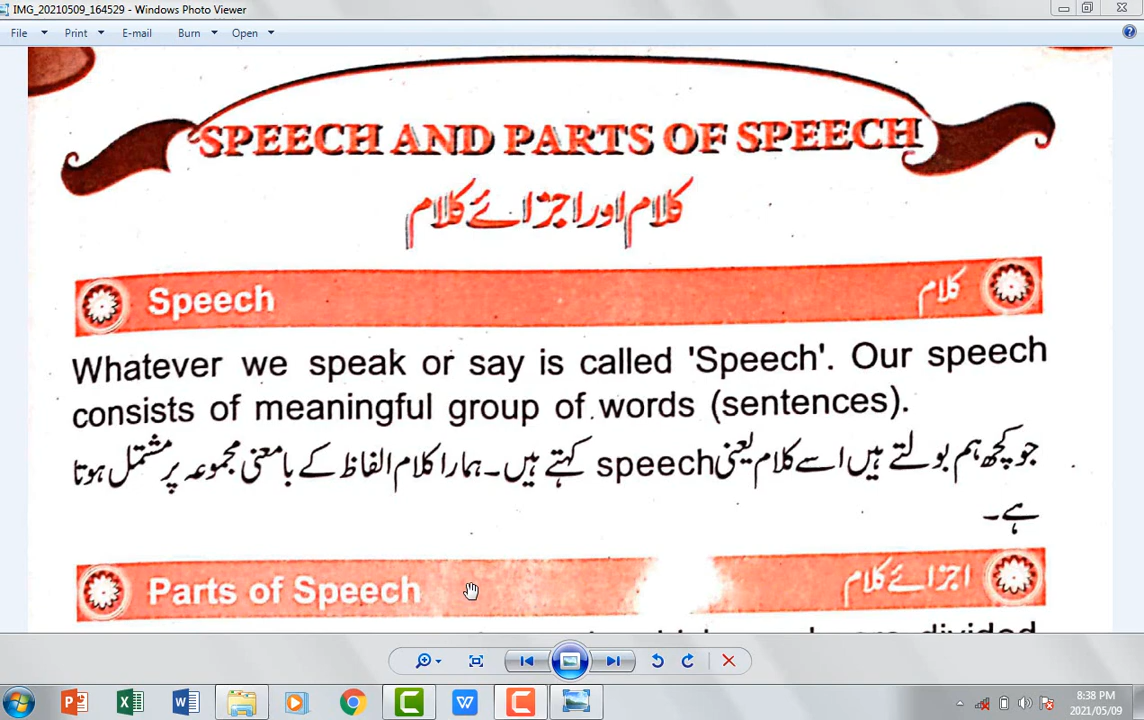 IMG_20210509_164529 - Windows Photo Viewer
File Print E-mail Burn Open
SPEECH AND PARTS OF SPEECH
کلام اور اجزائے کلام
Speech کلام
Whatever we speak or say is called 'Speech'. Our speech
consists of meaningful group of words (sentences).
جو کچھ ہم بولتے ہیں اسے کلام یعنی speech کہتے ہیں۔ ہمارا کلام الفاظ کے بامعنی مجموعہ پر مشتمل ہوتا
ہے۔
Parts of Speech اجزائے کلام
divided
8:38 PM
2021/05/09